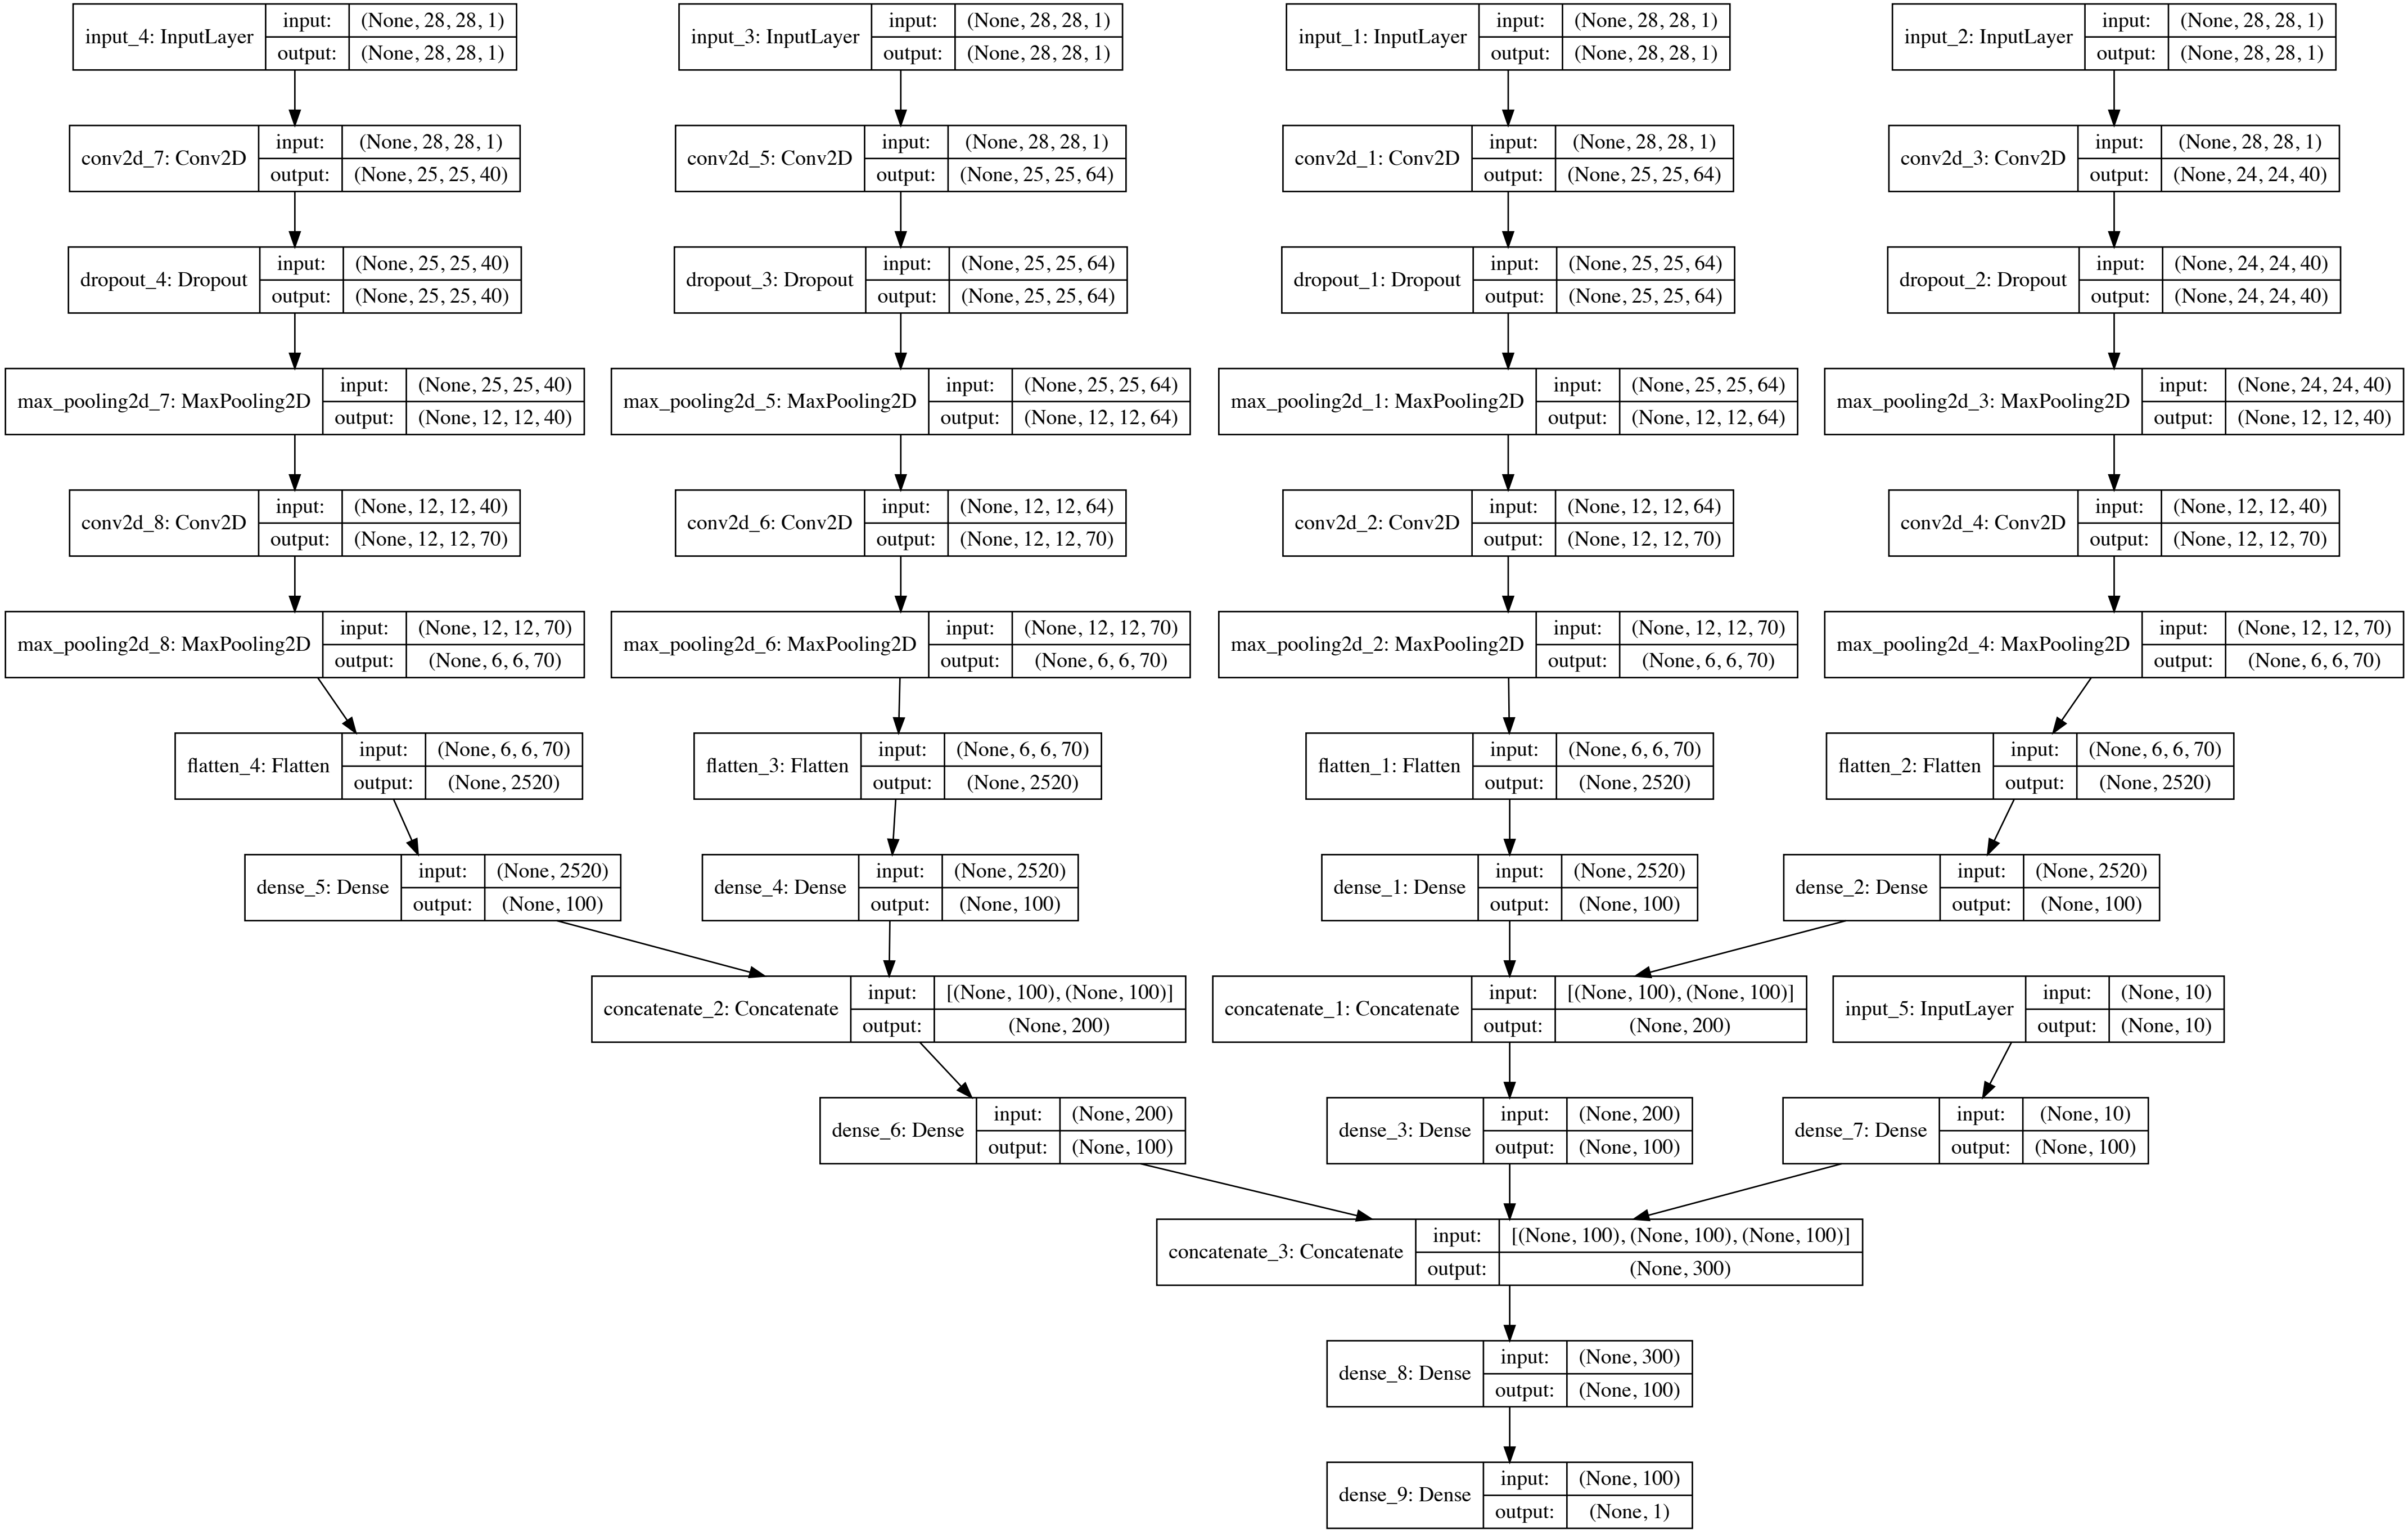 input_4: InputLayer input: (None, 28, 28, 1) output: (None, 28, 28, 1)
input_3: InputLayer input: (None, 28, 28, 1) output: (None, 28, 28, 1)
input_1: InputLayer input: (None, 28, 28, 1) output: (None, 28, 28, 1)
input_2: InputLayer input: (None, 28, 28, 1) output: (None, 28, 28, 1)
conv2d_7: Conv2D input: (None, 28, 28, 1) output: (None, 25, 25, 40)
conv2d_5: Conv2D input: (None, 28, 28, 1) output: (None, 25, 25, 64)
conv2d_1: Conv2D input: (None, 28, 28, 1) output: (None, 25, 25, 64)
conv2d_3: Conv2D input: (None, 28, 28, 1) output: (None, 24, 24, 40)
dropout_4: Dropout input: (None, 25, 25, 40) output: (None, 25, 25, 40)
dropout_3: Dropout input: (None, 25, 25, 64) output: (None, 25, 25, 64)
dropout_1: Dropout input: (None, 25, 25, 64) output: (None, 25, 25, 64)
dropout_2: Dropout input: (None, 24, 24, 40) output: (None, 24, 24, 40)
max_pooling2d_7: MaxPooling2D input: (None, 25, 25, 40) output: (None, 12, 12, 40)
max_pooling2d_5: MaxPooling2D input: (None, 25, 25, 64) output: (None, 12, 12, 64)
max_pooling2d_1: MaxPooling2D input: (None, 25, 25, 64) output: (None, 12, 12, 64)
max_pooling2d_3: MaxPooling2D input: (None, 24, 24, 40) output: (None, 12, 12, 40)
conv2d_8: Conv2D input: (None, 12, 12, 40) output: (None, 12, 12, 70)
conv2d_6: Conv2D input: (None, 12, 12, 64) output: (None, 12, 12, 70)
conv2d_2: Conv2D input: (None, 12, 12, 64) output: (None, 12, 12, 70)
conv2d_4: Conv2D input: (None, 12, 12, 40) output: (None, 12, 12, 70)
max_pooling2d_8: MaxPooling2D input: (None, 12, 12, 70) output: (None, 6, 6, 70)
max_pooling2d_6: MaxPooling2D input: (None, 12, 12, 70) output: (None, 6, 6, 70)
max_pooling2d_2: MaxPooling2D input: (None, 12, 12, 70) output: (None, 6, 6, 70)
max_pooling2d_4: MaxPooling2D input: (None, 12, 12, 70) output: (None, 6, 6, 70)
flatten_4: Flatten input: (None, 6, 6, 70) output: (None, 2520)
flatten_3: Flatten input: (None, 6, 6, 70) output: (None, 2520)
flatten_1: Flatten input: (None, 6, 6, 70) output: (None, 2520)
flatten_2: Flatten input: (None, 6, 6, 70) output: (None, 2520)
dense_5: Dense input: (None, 2520) output: (None, 100)
dense_4: Dense input: (None, 2520) output: (None, 100)
dense_1: Dense input: (None, 2520) output: (None, 100)
dense_2: Dense input: (None, 2520) output: (None, 100)
concatenate_2: Concatenate input: [(None, 100), (None, 100)] output: (None, 200)
concatenate_1: Concatenate input: [(None, 100), (None, 100)] output: (None, 200)
input_5: InputLayer input: (None, 10) output: (None, 10)
dense_6: Dense input: (None, 200) output: (None, 100)
dense_3: Dense input: (None, 200) output: (None, 100)
dense_7: Dense input: (None, 10) output: (None, 100)
concatenate_3: Concatenate input: [(None, 100), (None, 100), (None, 100)] output: (None, 300)
dense_8: Dense input: (None, 300) output: (None, 100)
dense_9: Dense input: (None, 100) output: (None, 1)